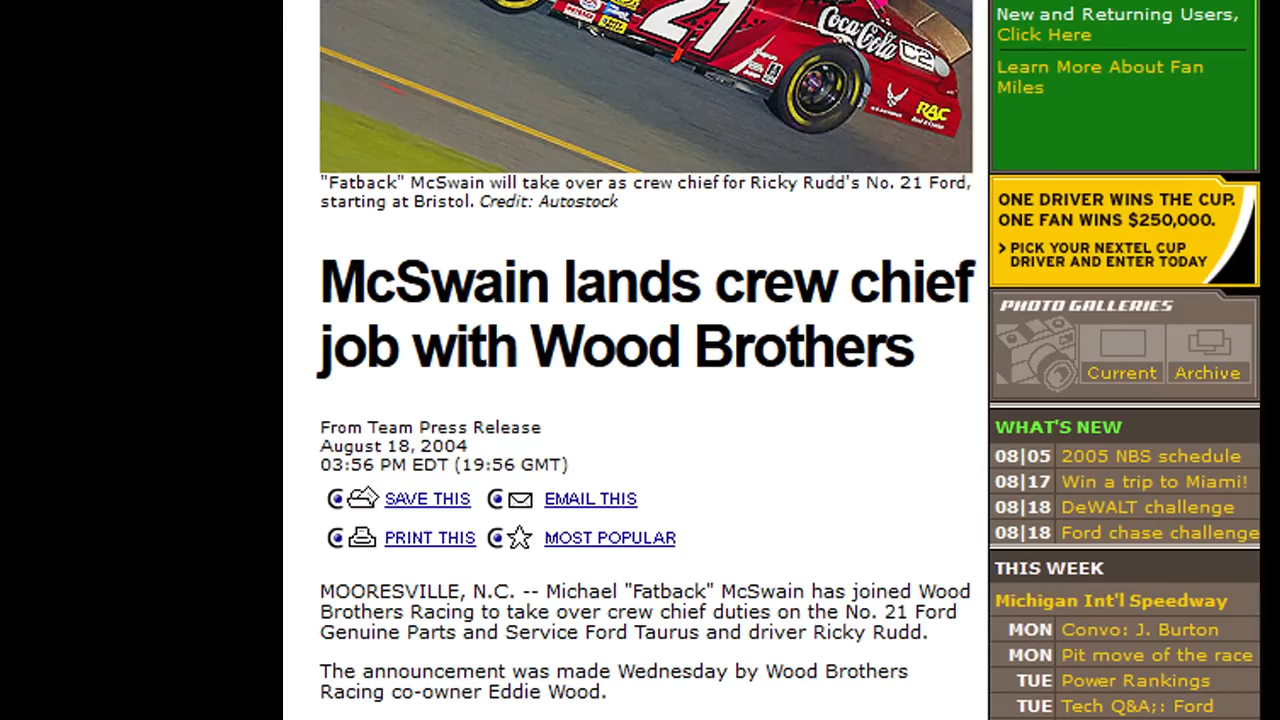 21
Coca-Cola C2
RAC
"Fatback" McSwain will take over as crew chief for Ricky Rudd's No. 21 Ford,
starting at Bristol. Credit: Autostock
McSwain lands crew chief
job with Wood Brothers
From Team Press Release
August 18, 2004
03:56 PM EDT (19:56 GMT)
SAVE THIS EMAIL THIS
PRINT THIS MOST POPULAR
MOORESVILLE, N.C. -- Michael "Fatback" McSwain has joined Wood
Brothers Racing to take over crew chief duties on the No. 21 Ford
Genuine Parts and Service Ford Taurus and driver Ricky Rudd.
The announcement was made Wednesday by Wood Brothers
Racing co-owner Eddie Wood.
New and Returning Users,
Click Here
Learn More About Fan
Miles
ONE DRIVER WINS THE CUP.
ONE FAN WINS $250,000.
> PICK YOUR NEXTEL CUP
DRIVER AND ENTER TODAY
PHOTO GALLERIES
Current Archive
WHAT'S NEW
08|05 2005 NBS schedule
08|17 Win a trip to Miami!
08|18 DeWALT challenge
08|18 Ford chase challenge
THIS WEEK
Michigan Int'l Speedway
MON Convo: J. Burton
MON Pit move of the race
TUE Power Rankings
TUE Tech Q&A;: Ford